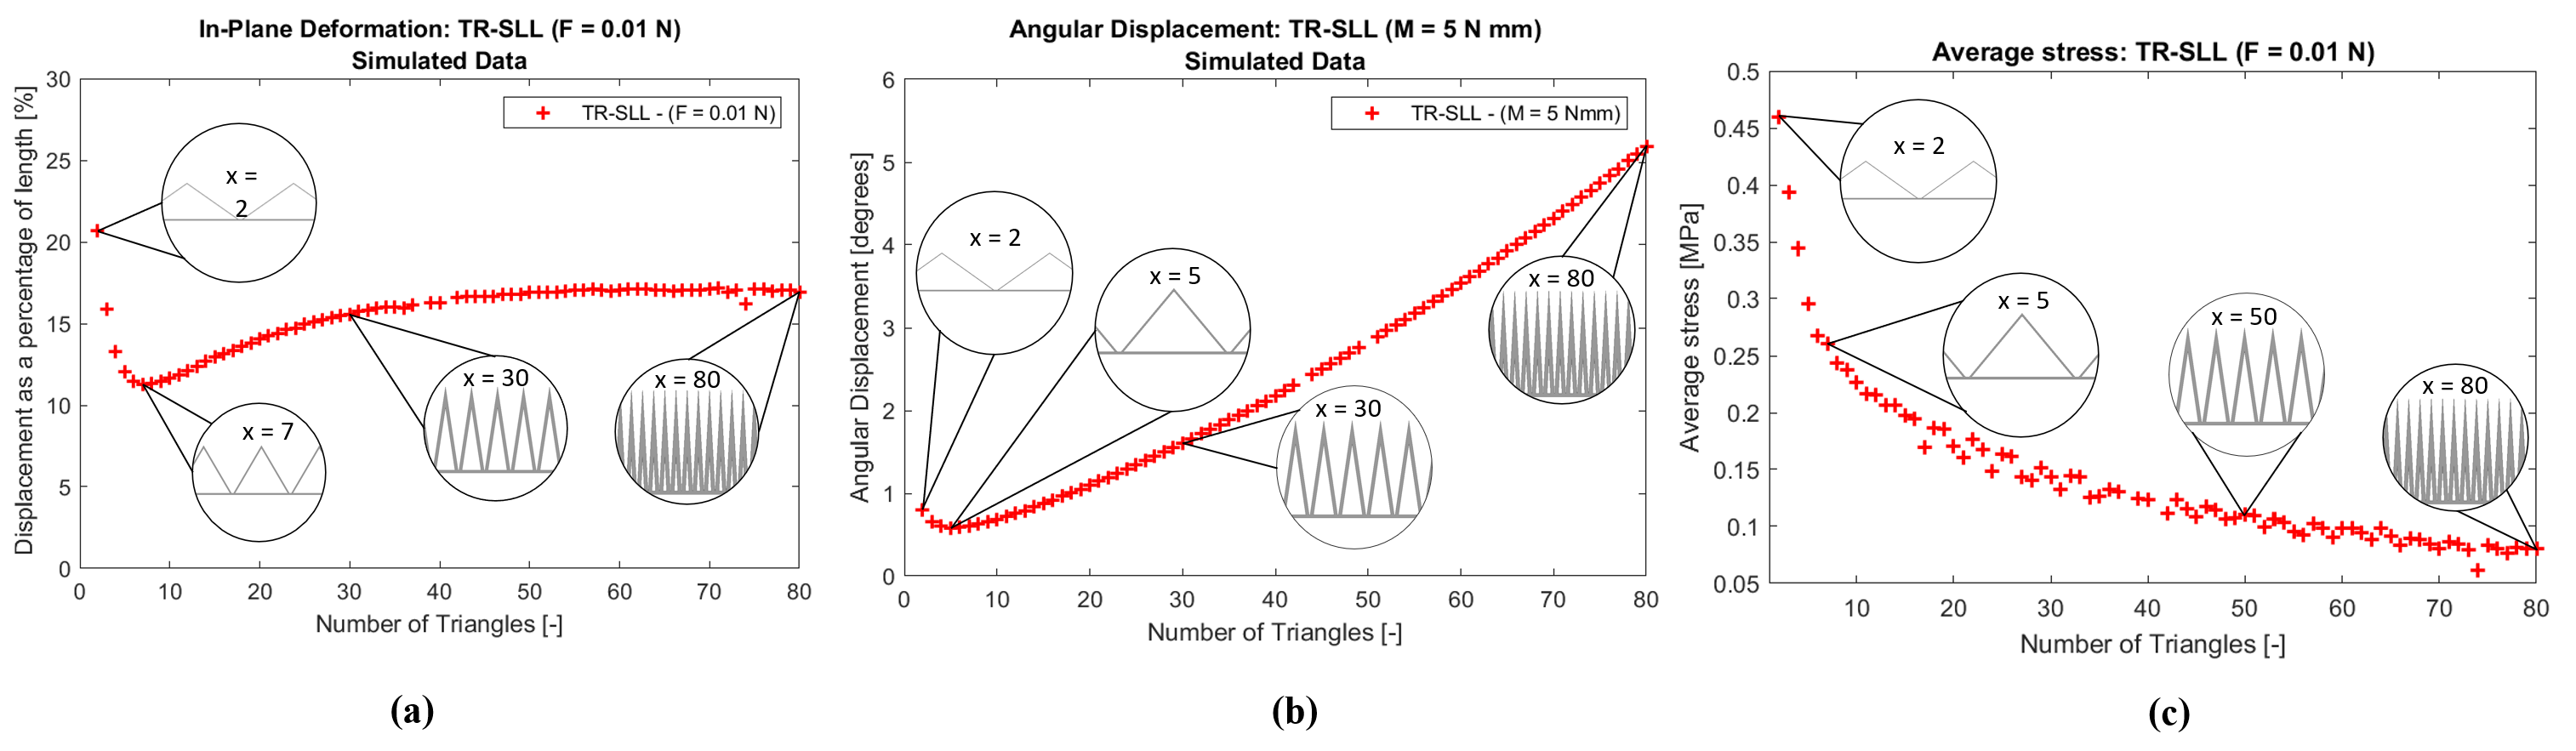 In-Plane Deformation: TR-SLL (F = 0.01 N)
Simulated Data
Displacement as a percentage of length [%]
30
25
20
15
10
5
0
TR-SLL - (F = 0.01 N)
x =
2
x = 7
x = 30
x = 80
0 10 20 30 40 50 60 70 80
Number of Triangles [-]
(a)
Angular Displacement: TR-SLL (M = 5 N mm)
Simulated Data
Angular Displacement [degrees]
6
5
4
3
2
1
0
TR-SLL - (M = 5 Nmm)
x = 2
x = 5
x = 30
x = 80
0 10 20 30 40 50 60 70 80
Number of Triangles [-]
(b)
Average stress: TR-SLL (F = 0.01 N)
Average stress [MPa]
0.5
0.45
0.4
0.35
0.3
0.25
0.2
0.15
0.1
0.05
x = 2
x = 5
x = 50
x = 80
10 20 30 40 50 60 70 80
Number of Triangles [-]
(c)